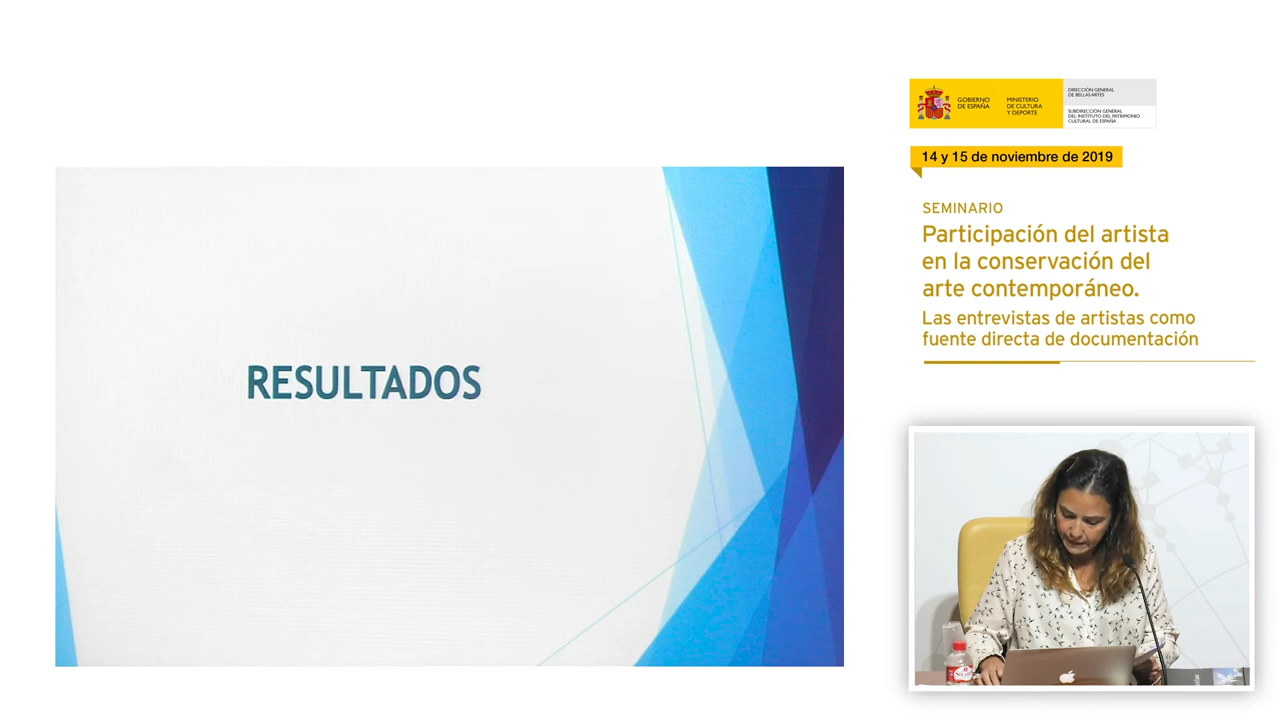 RESULTADOS
GOBIERNO
DE ESPAÑA
MINISTERIO
DE CULTURA
Y DEPORTE
DIRECCIÓN GENERAL
DE BELLAS ARTES
SUBDIRECCIÓN GENERAL
DEL INSTITUTO DEL PATRIMONIO
CULTURAL DE ESPAÑA
14 y 15 de noviembre de 2019
SEMINARIO
Participación del artista
en la conservación del
arte contemporáneo.
Las entrevistas de artistas como
fuente directa de documentación